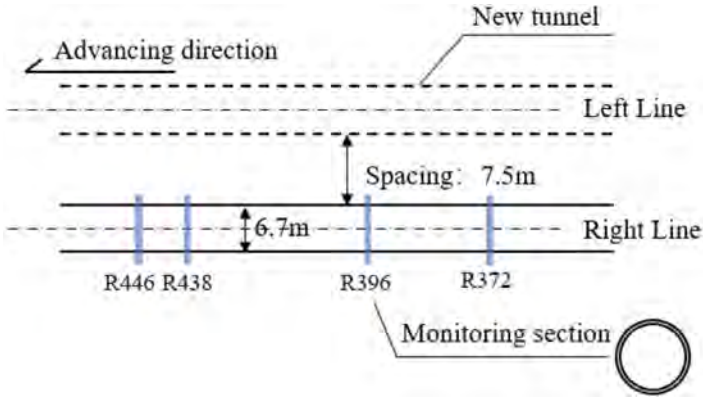 New tunnel
Advancing direction
Left Line
Spacing: 7.5m
6.7m
Right Line
R446 R438 R396 R372
Monitoring section